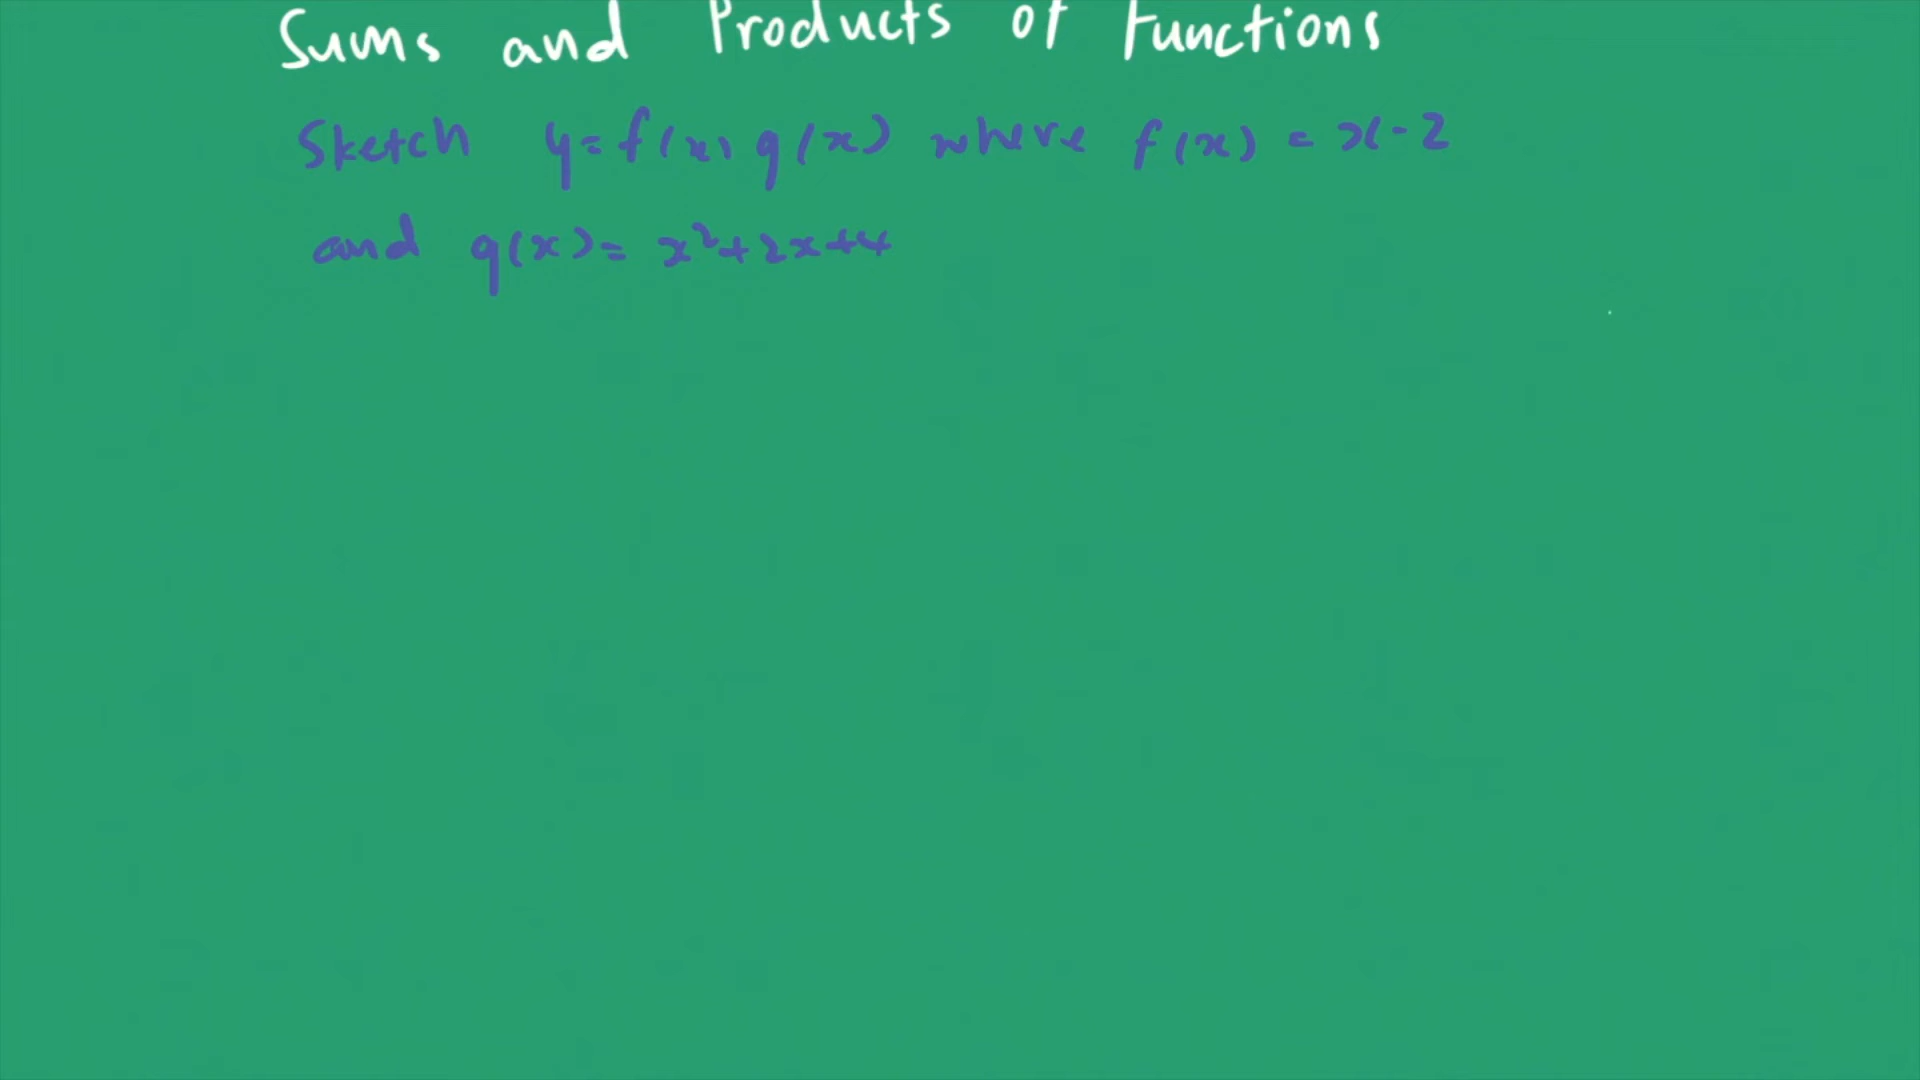 Sums and Products of Functions
Sketch y=f(x)g(x) where f(x) = x-2
and g(x)= x²+2x+4